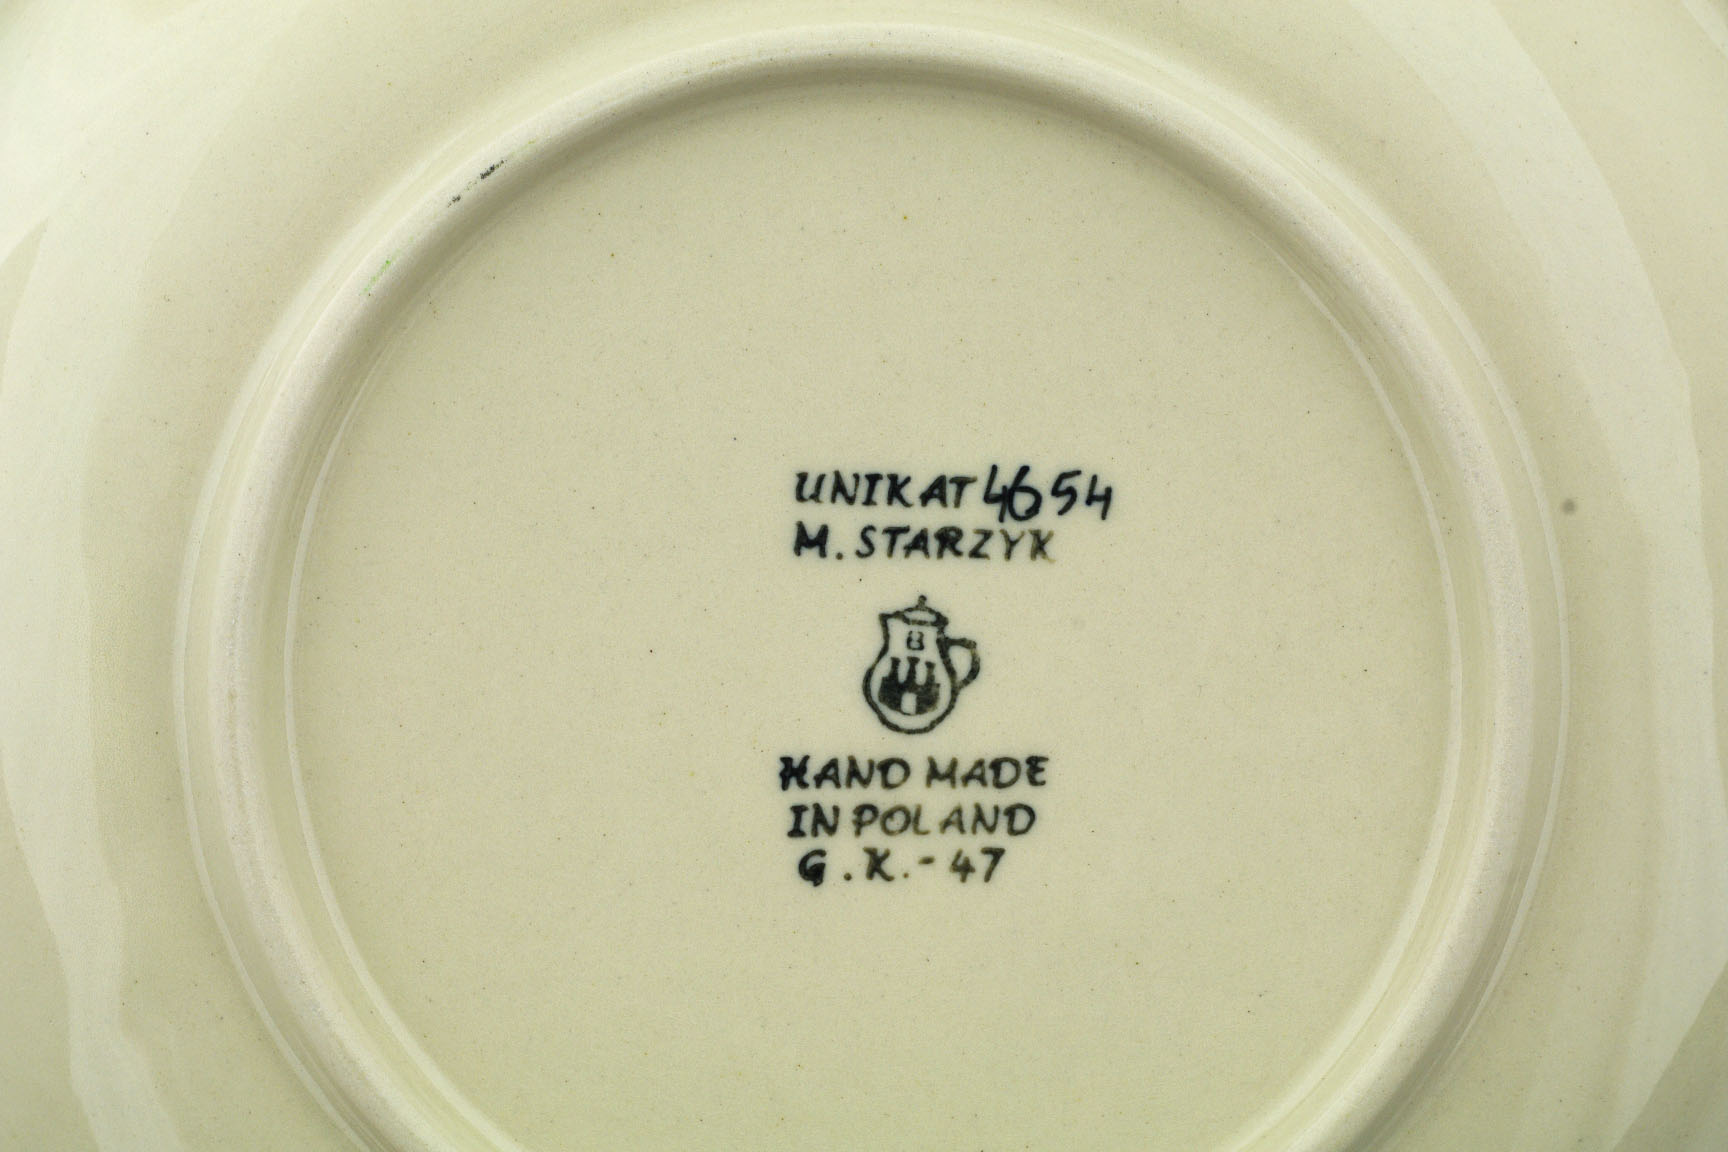 UNIKAT 4654
M. STARZYK
B
HAND MADE
IN POLAND
G.K.-47